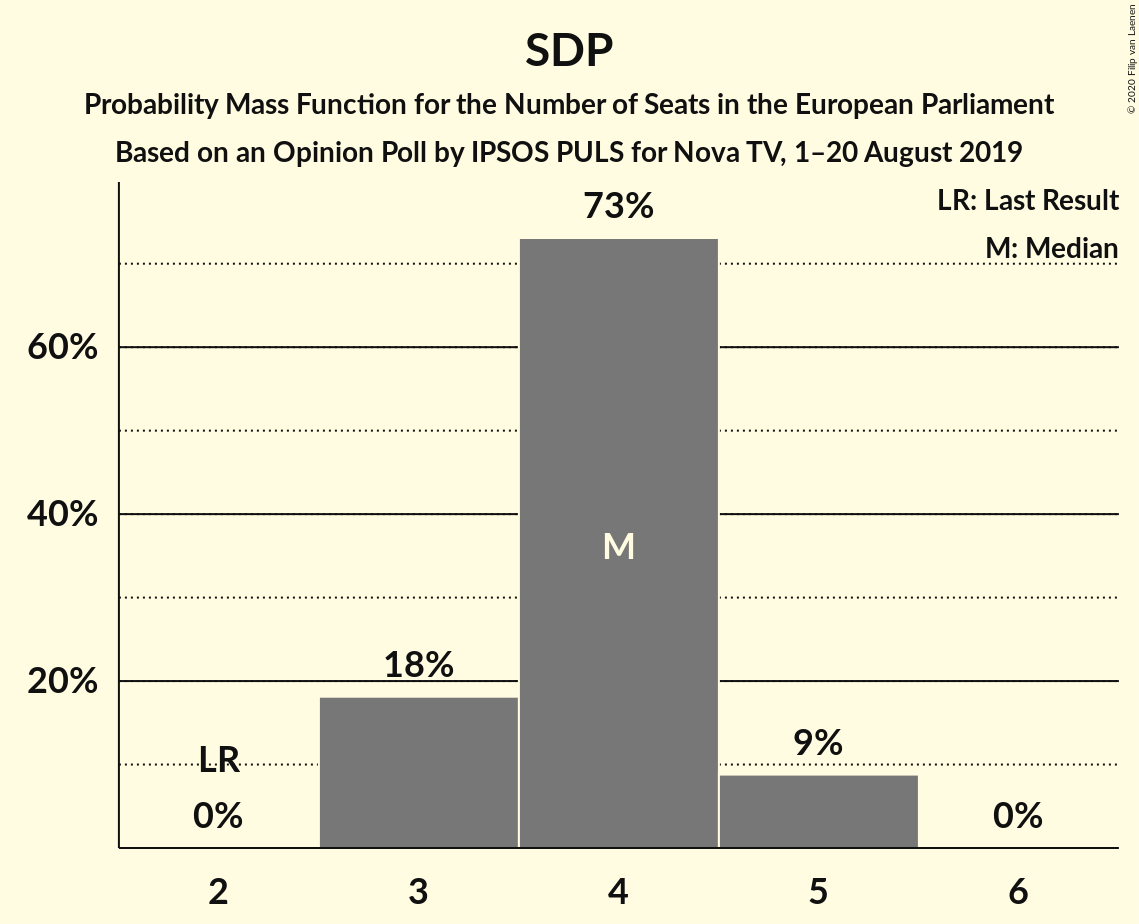 SDP
Probability Mass Function for the Number of Seats in the European Parliament
Based on an Opinion Poll by IPSOS PULS for Nova TV, 1–20 August 2019
© 2020 Filip van Laenen
LR: Last Result
M: Median
73%
60%
40%
M
18%
20%
9%
LR
0%
0%
2 3 4 5 6